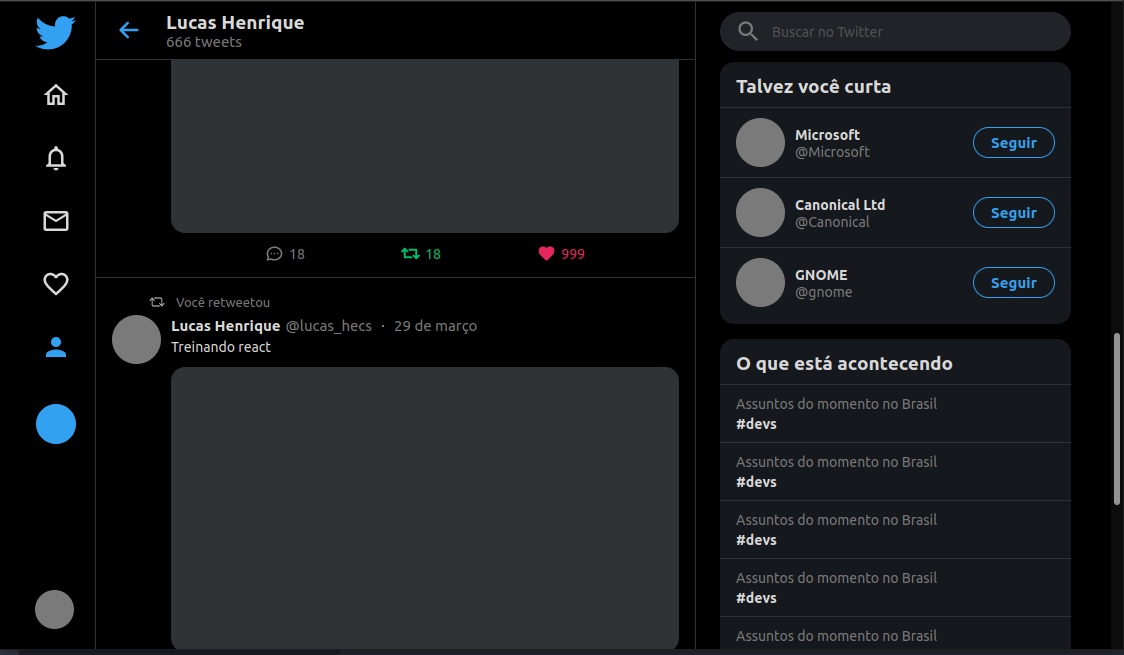 Lucas Henrique
666 tweets
18 18 999
Você retweetou
Lucas Henrique @lucas_hecs · 29 de março
Treinando react
Buscar no Twitter
Talvez você curta
Microsoft
@Microsoft
Seguir
Canonical Ltd
@Canonical
Seguir
GNOME
@gnome
Seguir
O que está acontecendo
Assuntos do momento no Brasil
#devs
Assuntos do momento no Brasil
#devs
Assuntos do momento no Brasil
#devs
Assuntos do momento no Brasil
#devs
Assuntos do momento no Brasil